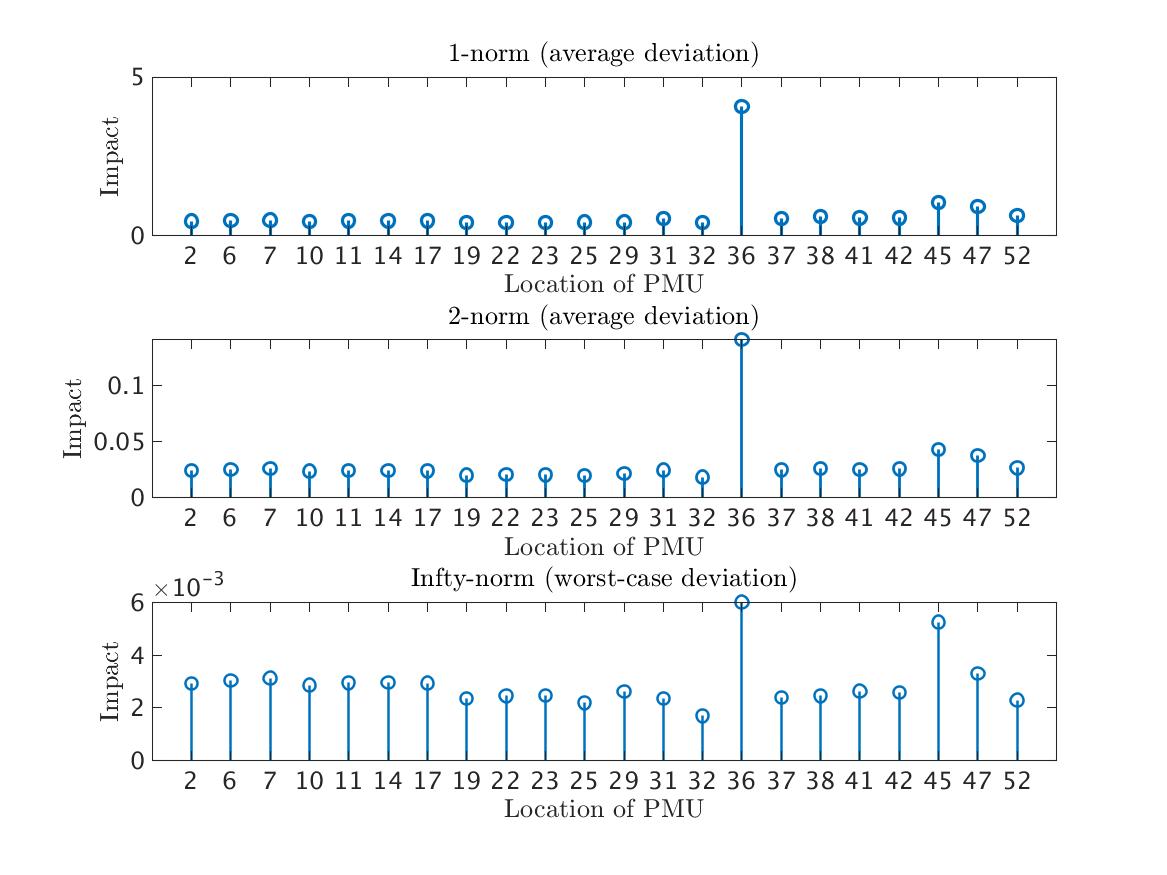 1-norm (average deviation)
5
0
Impact
2 6 7 10 11 14 17 19 22 23 25 29 31 32 36 37 38 41 42 45 47 52
Location of PMU
2-norm (average deviation)
0.1
0.05
0
Impact
2 6 7 10 11 14 17 19 22 23 25 29 31 32 36 37 38 41 42 45 47 52
Location of PMU
Infty-norm (worst-case deviation)
×10⁻³
6
4
2
0
Impact
2 6 7 10 11 14 17 19 22 23 25 29 31 32 36 37 38 41 42 45 47 52
Location of PMU